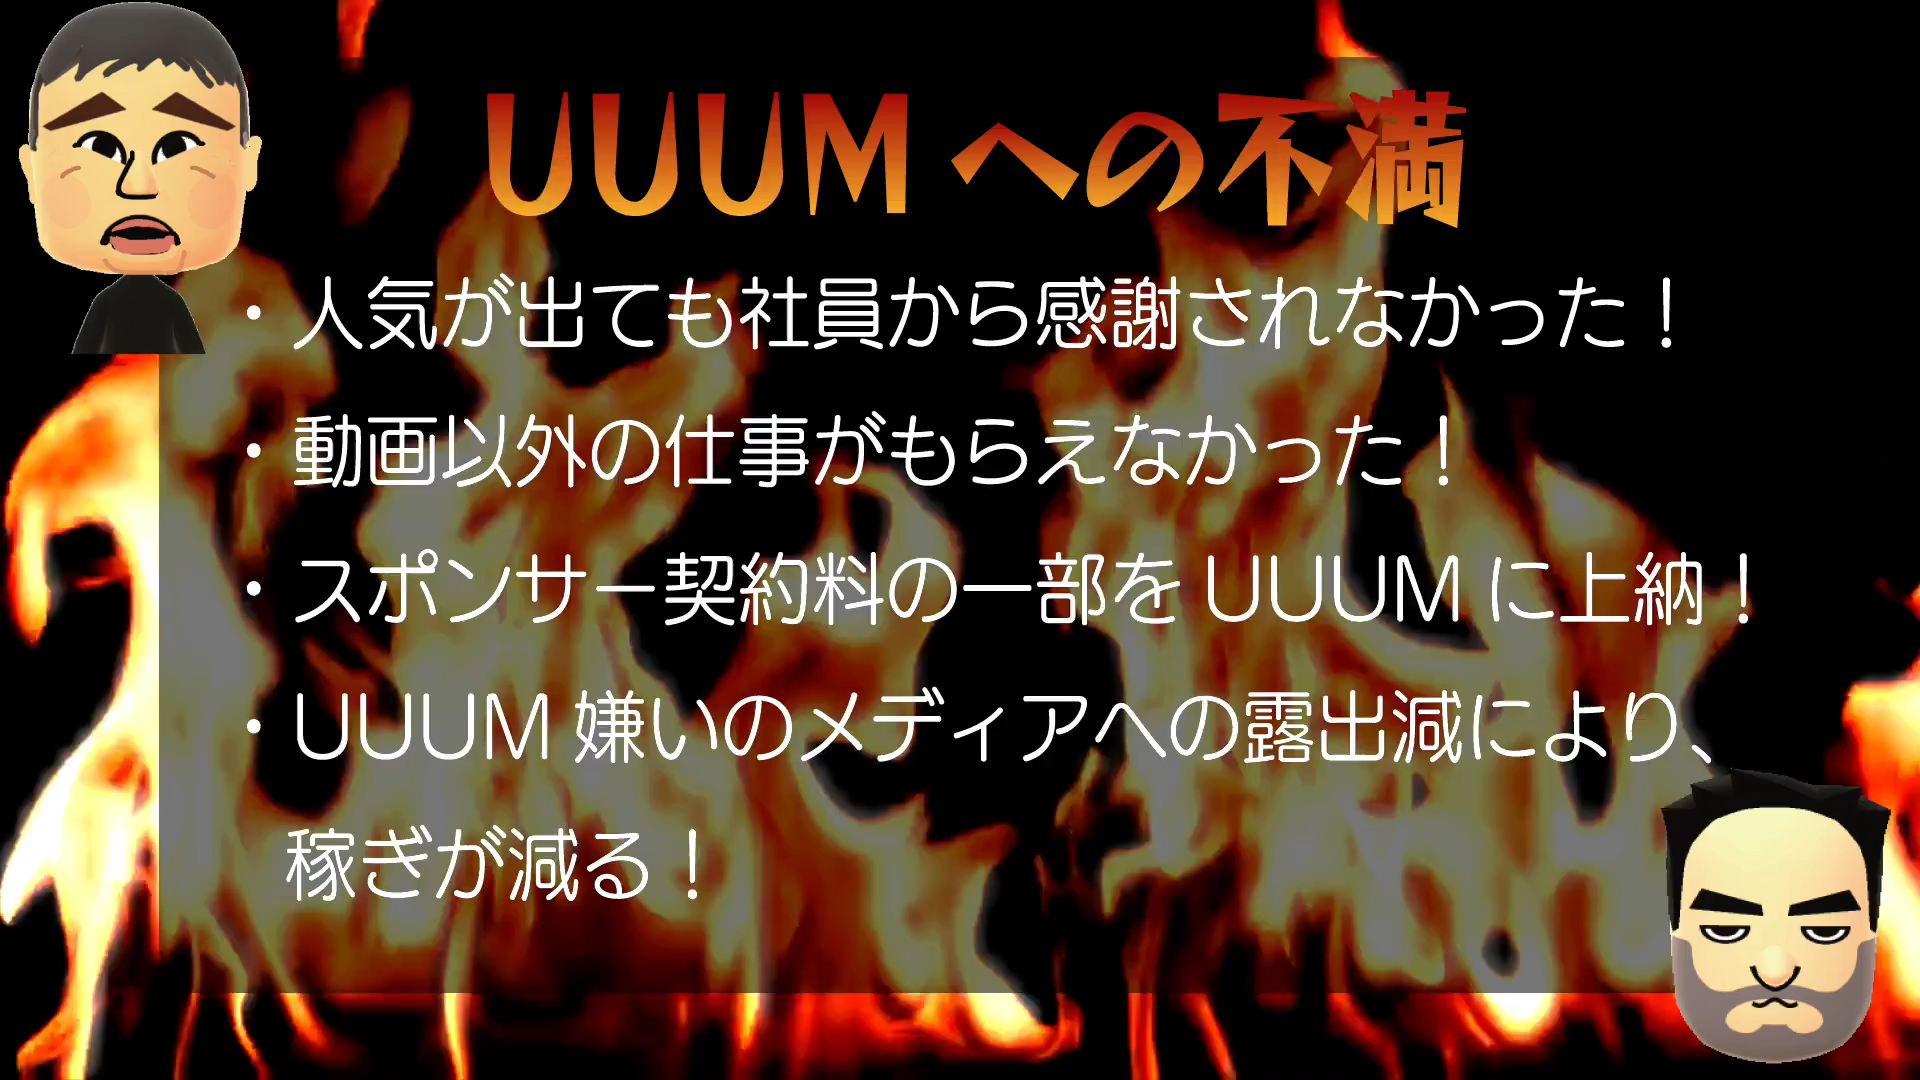 UUUMへの不満
・人気が出ても社員から感謝されなかった！
・動画以外の仕事がもらえなかった！
・スポンサー契約料の一部をUUUMに上納！
・UUUM嫌いのメディアへの露出減により、
稼ぎが減る！